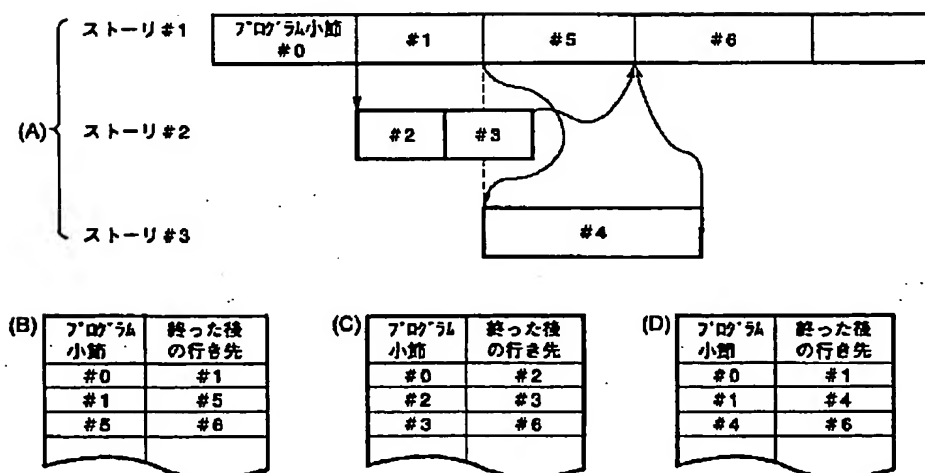 ストーリ#1
プログラム小節
#0
#1
#5
#6
(A)
ストーリ#2
#2
#3
ストーリ#3
#4
(B)
プログラム
小節
終った後
の行き先
#0
#1
#1
#5
#5
#6
(C)
プログラム
小節
終った後
の行き先
#0
#2
#2
#3
#3
#6
(D)
プログラム
小節
終った後
の行き先
#0
#1
#1
#4
#4
#6